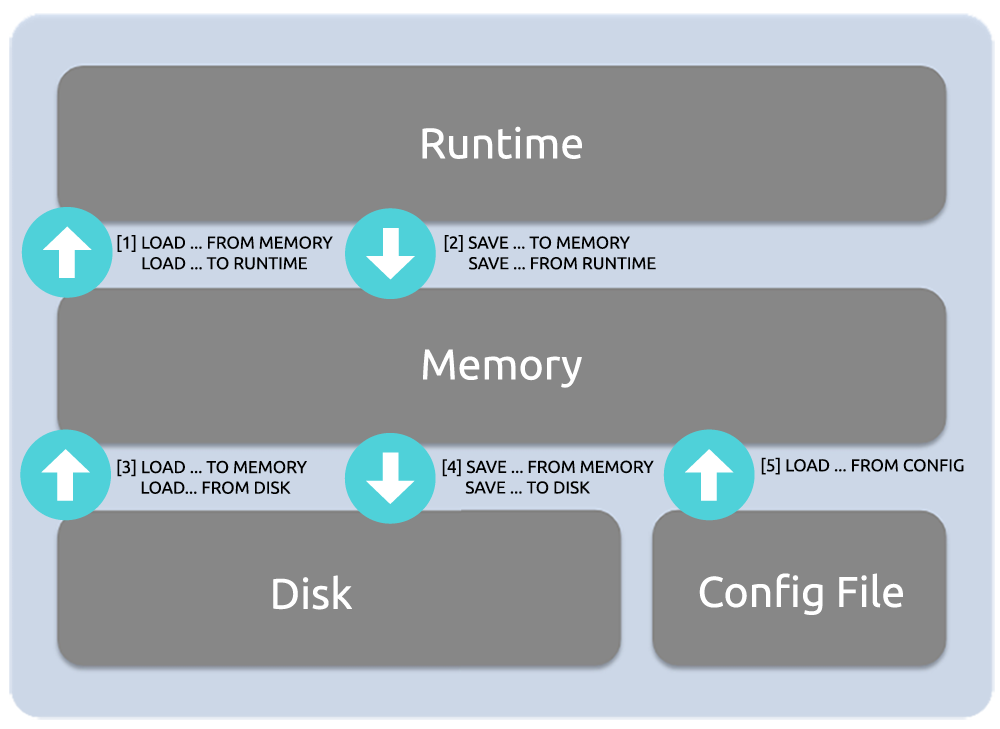 Runtime
[1] LOAD ... FROM MEMORY
LOAD ... TO RUNTIME
[2] SAVE ... TO MEMORY
SAVE ... FROM RUNTIME
Memory
[3] LOAD ... TO MEMORY
LOAD... FROM DISK
[4] SAVE ... FROM MEMORY
SAVE ... TO DISK
[5] LOAD ... FROM CONFIG
Disk
Config File